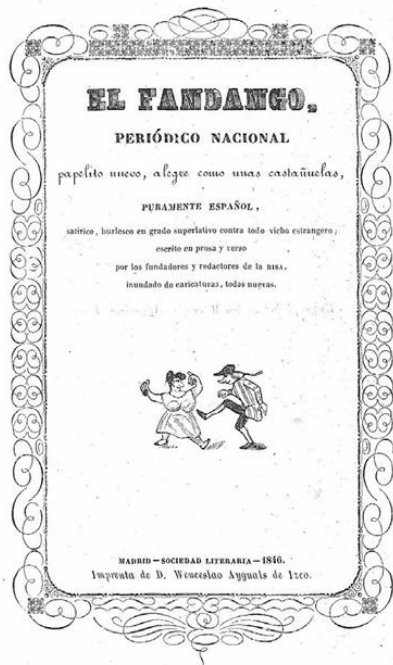 EL FANDANGO,
PERIÓDICO NACIONAL
papelito nuevo, alegre como unas castañuelas,
PURAMENTE ESPAÑOL,
satírico, burlesco en grado superlativo contra todo vicho estrangero,
escrito en prosa y verso
por los fundadores y redactores de la RISA,
inundado de caricaturas, todas nuevas.
MADRID—SOCIEDAD LITERARIA—1846.
Imprenta de D. Wenceslao Ayguals de Izco.